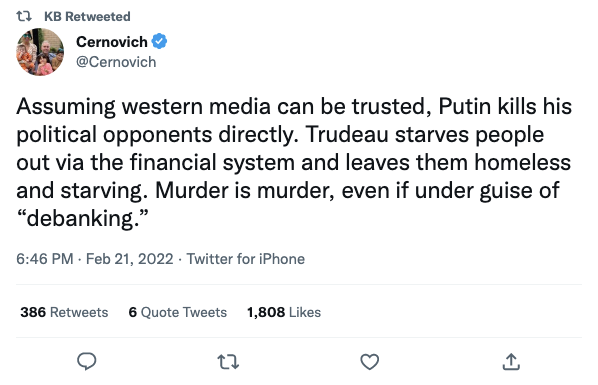 KB Retweeted
Cernovich
@Cernovich
Assuming western media can be trusted, Putin kills his
political opponents directly. Trudeau starves people
out via the financial system and leaves them homeless
and starving. Murder is murder, even if under guise of
“debanking.”
6:46 PM · Feb 21, 2022 · Twitter for iPhone
386 Retweets 6 Quote Tweets 1,808 Likes